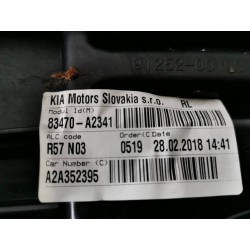 KIA Motors Slovakia s.r.o. RL
Modul Id(M)
83470-A2341
ALC code Order(C)Date
R57 N03 0519 28.02.2018 14:41
Car Number (C)
A2A352395